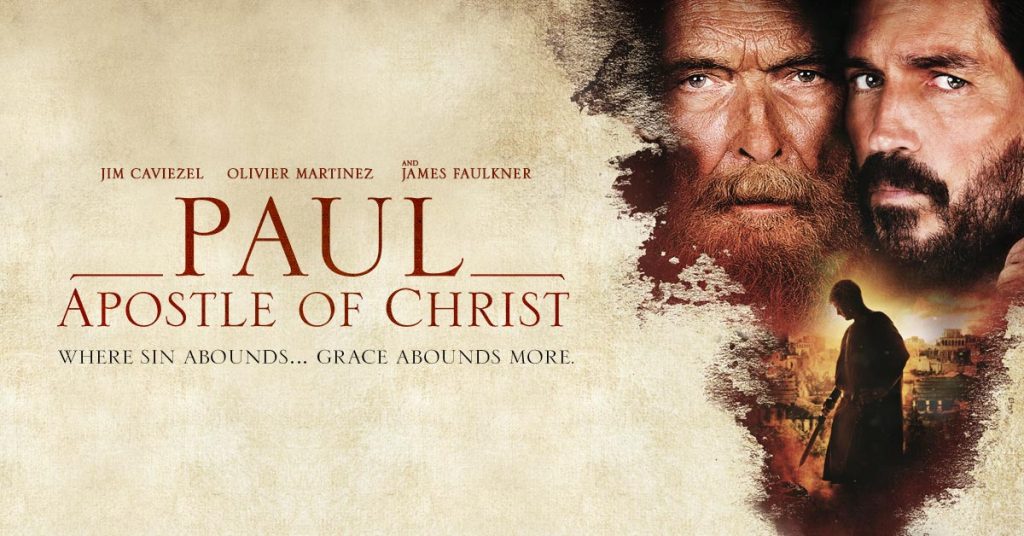 JIM CAVIEZEL OLIVIER MARTINEZ AND JAMES FAULKNER
PAUL
APOSTLE OF CHRIST
WHERE SIN ABOUNDS... GRACE ABOUNDS MORE.